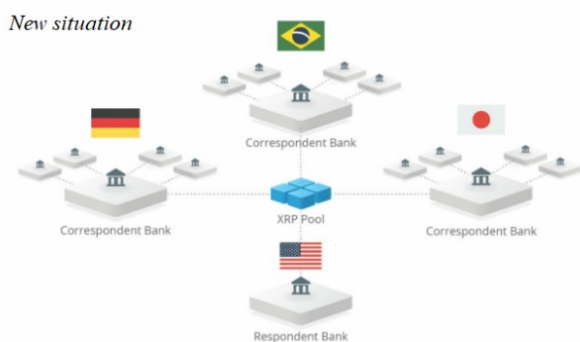 New situation
Correspondent Bank
Correspondent Bank
XRP Pool
Correspondent Bank
Respondent Bank